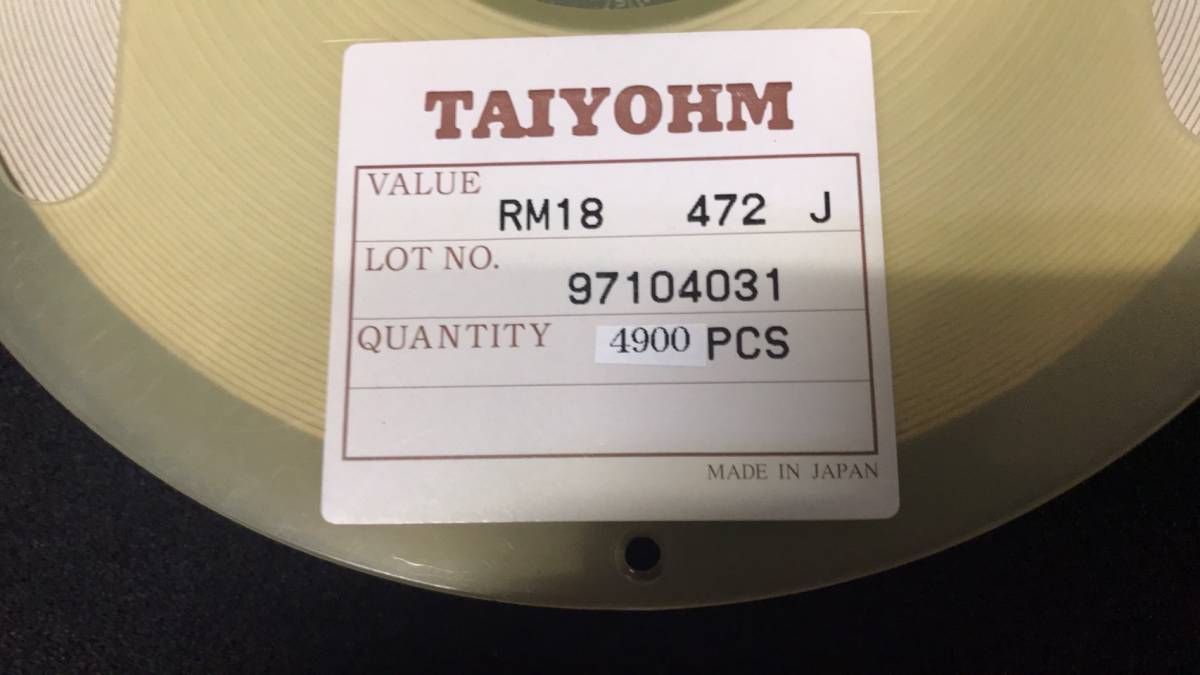 TAIYOHM
VALUE
RM18 472 J
LOT NO.
97104031
QUANTITY 4900 PCS
MADE IN JAPAN